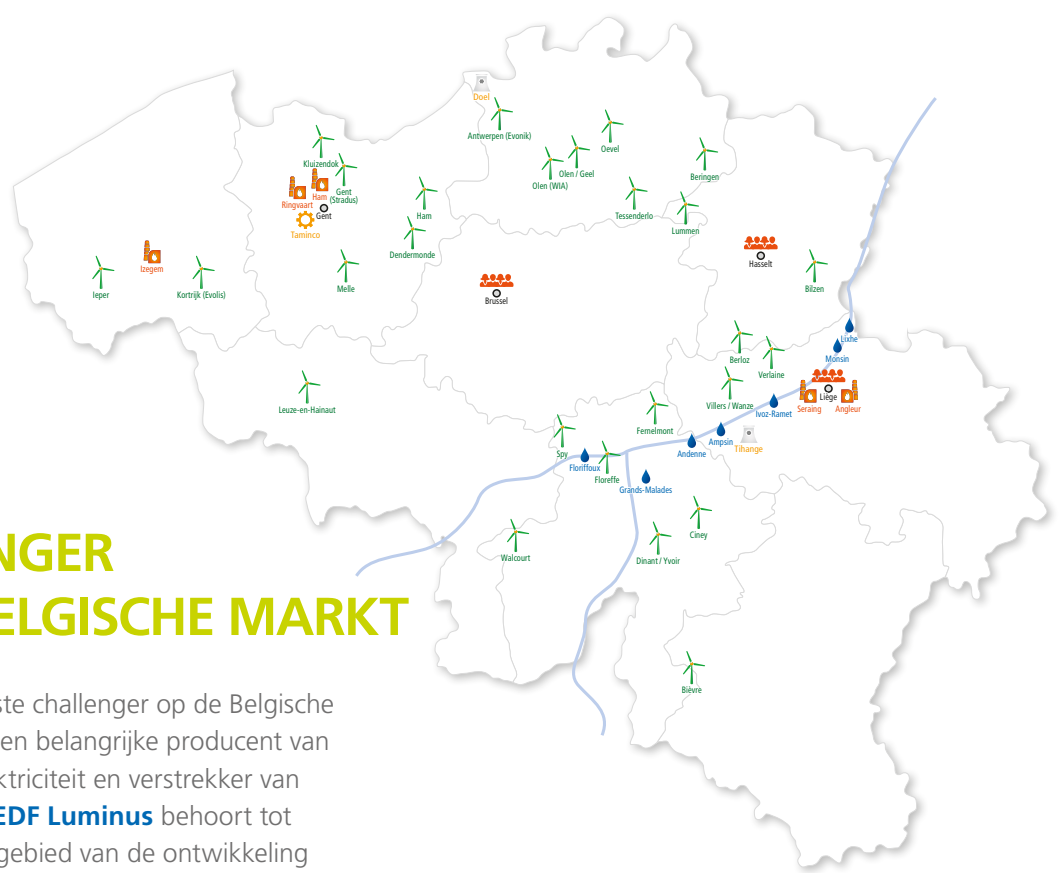 Doel
Antwerpen (Evonik)
Oevel
Kluizendok
Olen / Geel
Olen (WIA)
Beringen
Ringvaart
Ham
Gent
(Stradus)
Gent
Taminco
Ham
Tessenderlo
Lummen
Dendermonde
Izegem
Ieper
Kortrijk (Evolis)
Melle
Brussel
Hasselt
Bilzen
Lixhe
Monsin
Berloz
Verlaine
Liège
Seraing
Angleur
Villers / Wanze
Ivoz-Ramet
Leuze-en-Hainaut
Fernelmont
Ampsin
Andenne
Tihange
Spy
Floriffoux
Floreffe
Grands-Malades
Ciney
Walcourt
Dinant / Yvoir
Bièvre
NGER
ELGISCHE MARKT
ste challenger op de Belgische
en belangrijke producent van
ktriciteit en verstrekker van
EDF Luminus behoort tot
gebied van de ontwikkeling